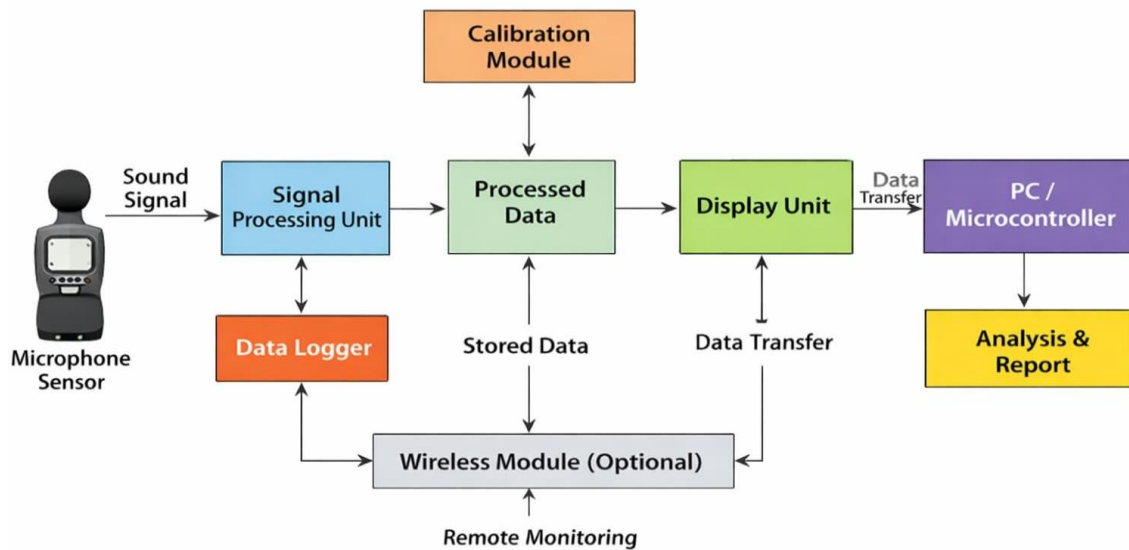 Calibration
Module
Sound
Signal
Signal
Processing Unit
Processed
Data
Display Unit
Data
Transfer
PC /
Microcontroller
Microphone
Sensor
Data Logger
Stored Data
Data Transfer
Analysis &
Report
Wireless Module (Optional)
Remote Monitoring